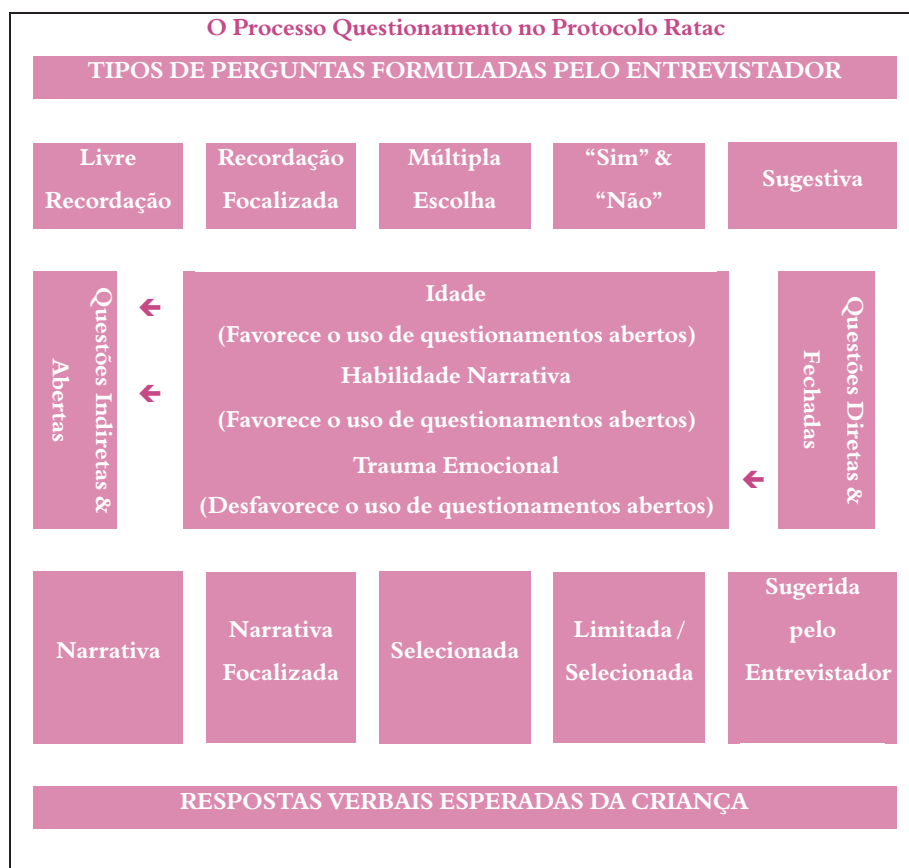 O Processo Questionamento no Protocolo Ratac
TIPOS DE PERGUNTAS FORMULADAS PELO ENTREVISTADOR
Livre
Recordação
Recordação
Focalizada
Múltipla
Escolha
“Sim” &
“Não”
Sugestiva
Questões Indiretas &
Abertas
Idade
(Favorece o uso de questionamentos abertos)
Habilidade Narrativa
(Favorece o uso de questionamentos abertos)
Trauma Emocional
(Desfavorece o uso de questionamentos abertos)
Questões Diretas &
Fechadas
Narrativa
Narrativa
Focalizada
Selecionada
Limitada /
Selecionada
Sugerida
pelo
Entrevistador
RESPOSTAS VERBAIS ESPERADAS DA CRIANÇA